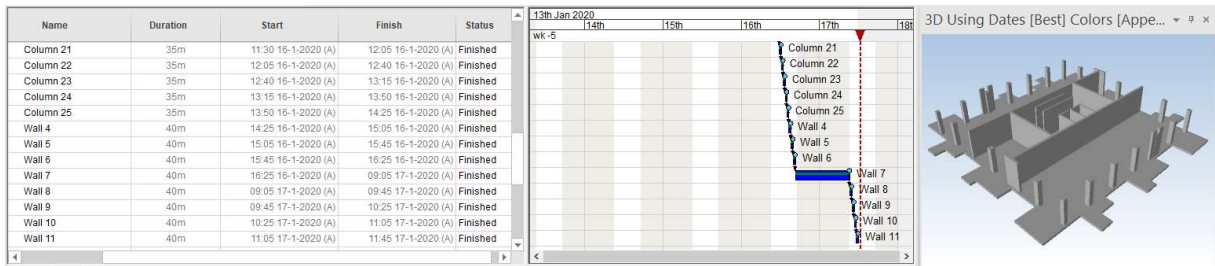 Name Duration Start Finish Status
Column 21 35m 11:30 16-1-2020 (A) 12:05 16-1-2020 (A) Finished
Column 22 35m 12:05 16-1-2020 (A) 12:40 16-1-2020 (A) Finished
Column 23 35m 12:40 16-1-2020 (A) 13:15 16-1-2020 (A) Finished
Column 24 35m 13:15 16-1-2020 (A) 13:50 16-1-2020 (A) Finished
Column 25 35m 13:50 16-1-2020 (A) 14:25 16-1-2020 (A) Finished
Wall 4 40m 14:25 16-1-2020 (A) 15:05 16-1-2020 (A) Finished
Wall 5 40m 15:05 16-1-2020 (A) 15:45 16-1-2020 (A) Finished
Wall 6 40m 15:45 16-1-2020 (A) 16:25 16-1-2020 (A) Finished
Wall 7 40m 16:25 16-1-2020 (A) 09:05 17-1-2020 (A) Finished
Wall 8 40m 09:05 17-1-2020 (A) 09:45 17-1-2020 (A) Finished
Wall 9 40m 09:45 17-1-2020 (A) 10:25 17-1-2020 (A) Finished
Wall 10 40m 10:25 17-1-2020 (A) 11:05 17-1-2020 (A) Finished
Wall 11 40m 11:05 17-1-2020 (A) 11:45 17-1-2020 (A) Finished
13th Jan 2020
14th 15th 16th 17th 18t
wk -5
Column 21
Column 22
Column 23
Column 24
Column 25
Wall 4
Wall 5
Wall 6
Wall 7
Wall 8
Wall 9
Wall 10
Wall 11
3D Using Dates [Best] Colors [Appe...